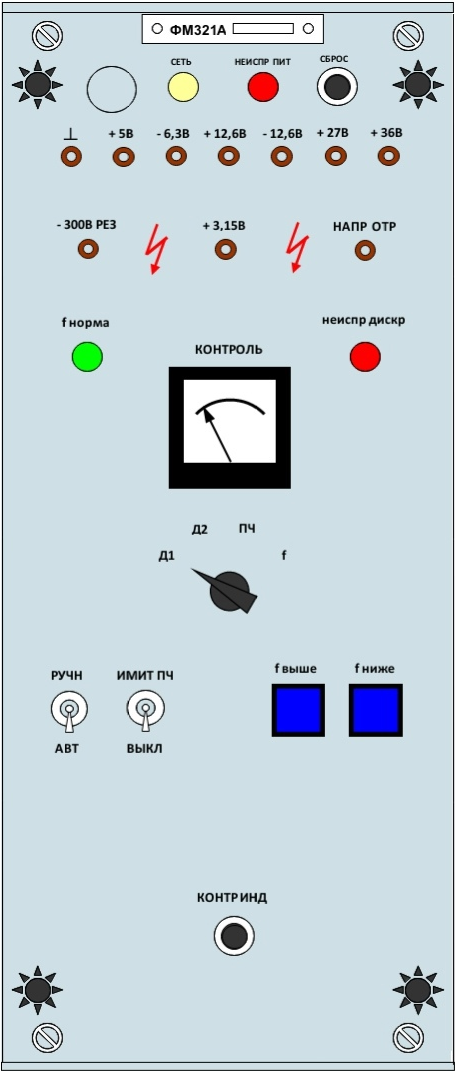 ФМ321А
СЕТЬ НЕИСПР ПИТ СБРОС
⊥ + 5В - 6,3В + 12,6В - 12,6В + 27В + 36В
- 300В РЕЗ + 3,15В НАПР ОТР
f норма неиспр дискр
КОНТРОЛЬ
Д2 ПЧ
Д1 f
РУЧН ИМИТ ПЧ f выше f ниже
АВТ ВЫКЛ
КОНТР ИНД